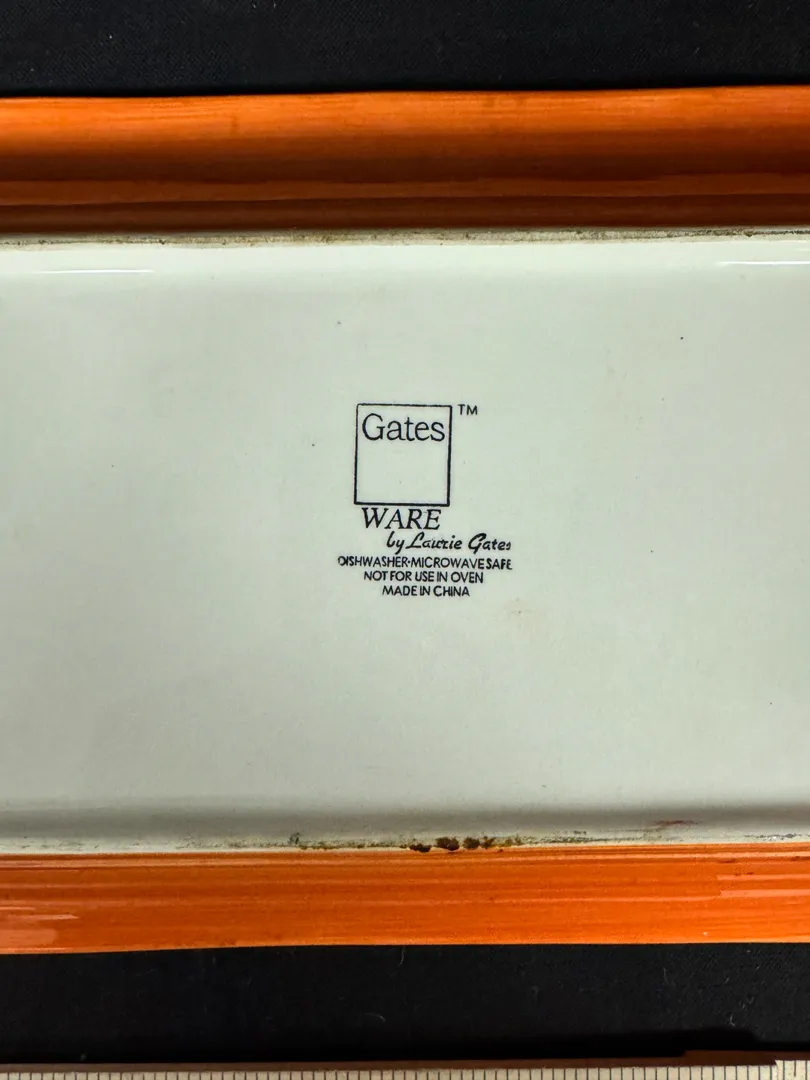 Gates
TM
WARE
by Laurie Gates
DISHWASHER-MICROWAVE SAFE
NOT FOR USE IN OVEN
MADE IN CHINA